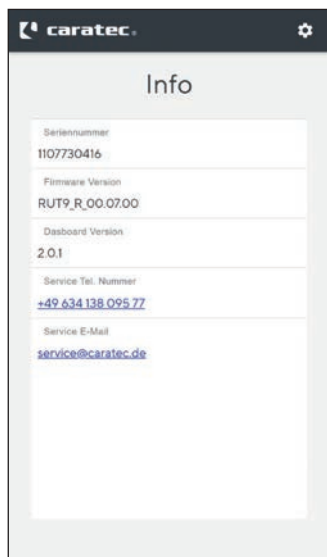 caratec.
Info
Seriennummer
1107730416
Firmware Version
RUT9_R_00.07.00
Dasboard Version
2.0.1
Service Tel. Nummer
+49 634 138 095 77
Service E-Mail
service@caratec.de